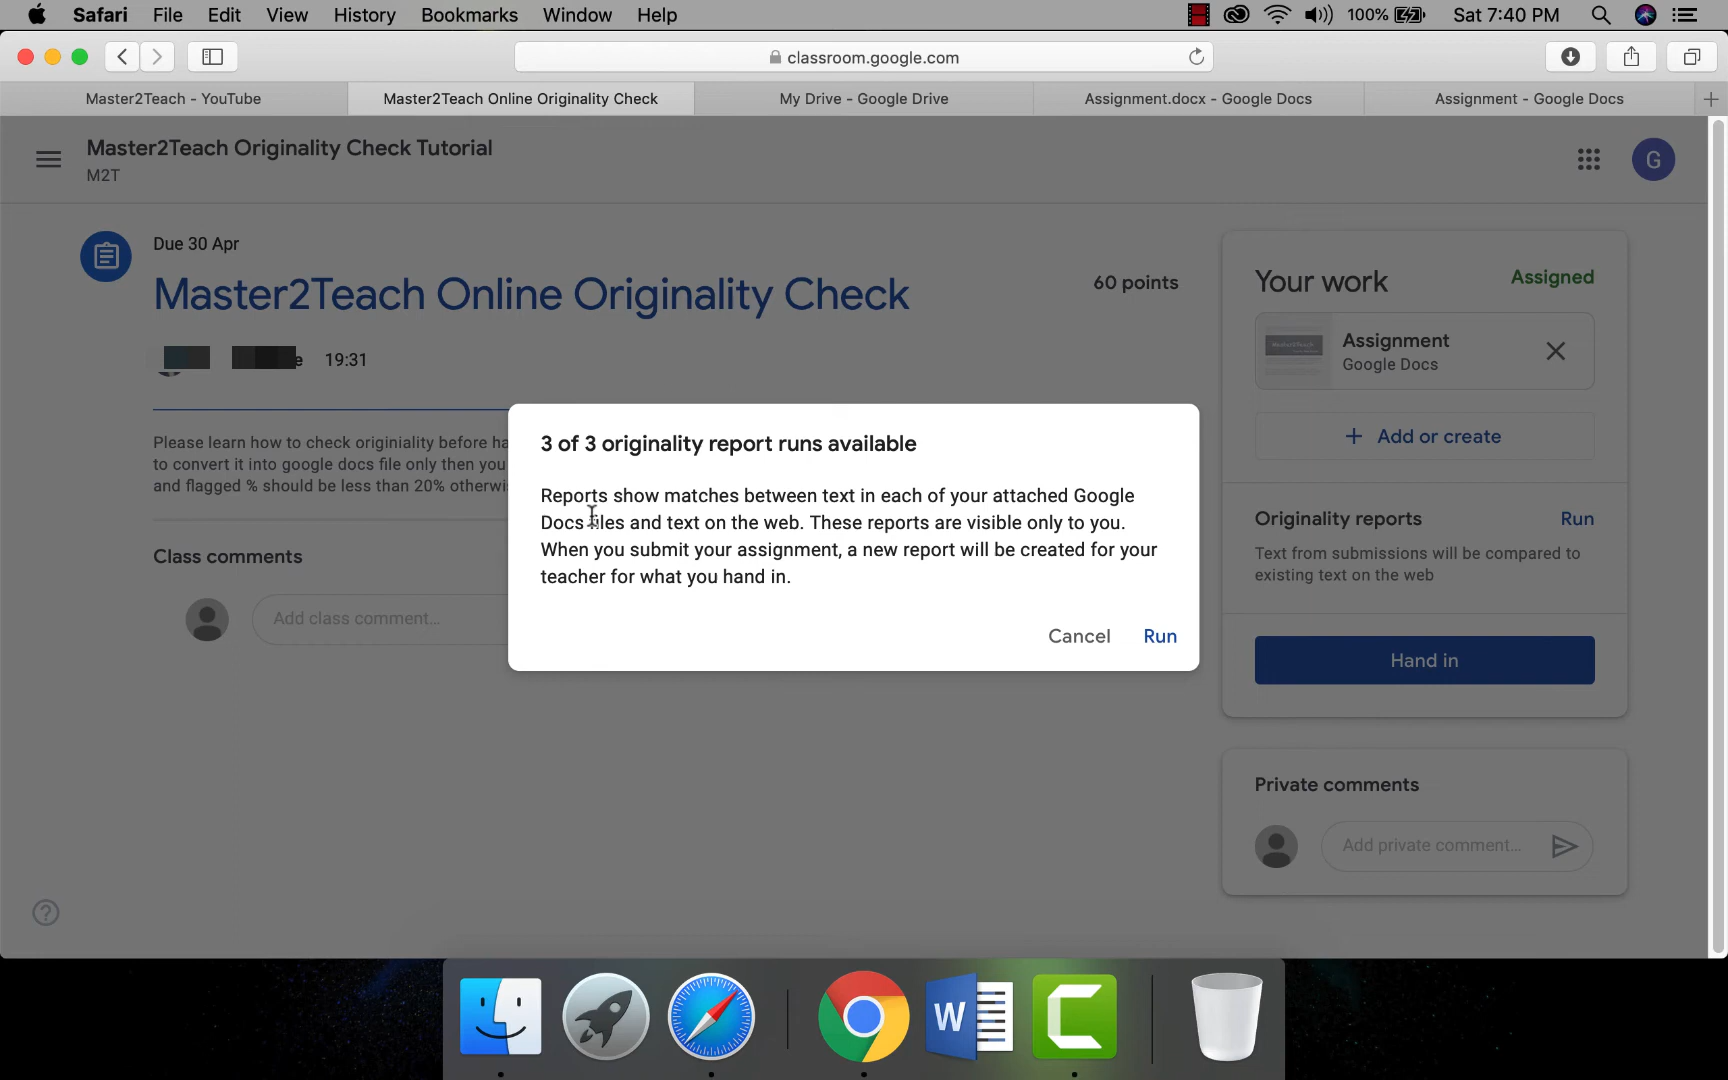 Safari File Edit View History Bookmarks Window Help 100% Sat 7:40 PM
classroom.google.com
Master2Teach - YouTube
Master2Teach Online Originality Check
My Drive - Google Drive
Assignment.docx - Google Docs
Assignment - Google Docs
Master2Teach Originality Check Tutorial
M2T
G
Due 30 Apr
Master2Teach Online Originality Check
60 points
e 19:31
Please learn how to check originiality before ha
to convert it into google docs file only then you
and flagged % should be less than 20% otherwi
Class comments
Add class comment...
3 of 3 originality report runs available
Reports show matches between text in each of your attached Google
Docs files and text on the web. These reports are visible only to you.
When you submit your assignment, a new report will be created for your
teacher for what you hand in.
Cancel Run
Your work Assigned
Assignment
Google Docs
+ Add or create
Originality reports Run
Text from submissions will be compared to
existing text on the web
Hand in
Private comments
Add private comment...
W